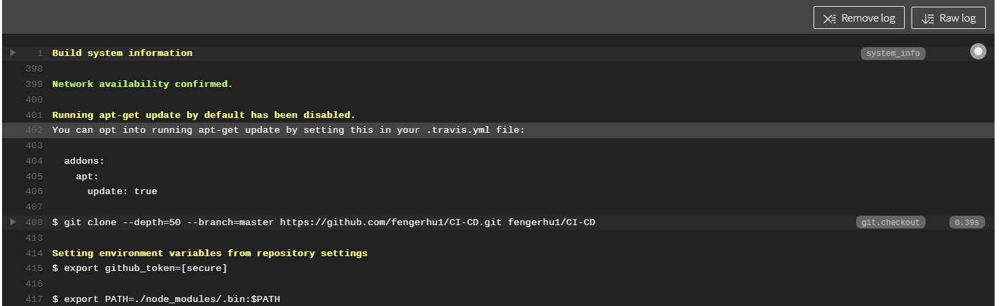 Remove log Raw log
1 Build system information system_info
398
399 Network availability confirmed.
400
401 Running apt-get update by default has been disabled.
402 You can opt into running apt-get update by setting this in your .travis.yml file:
403
404 addons:
405 apt:
406 update: true
407
408 $ git clone --depth=50 --branch=master https://github.com/fengerhu1/CI-CD.git fengerhu1/CI-CD git.checkout 0.39s
413
414 Setting environment variables from repository settings
415 $ export github_token=[secure]
416
417 $ export PATH=./node_modules/.bin:$PATH